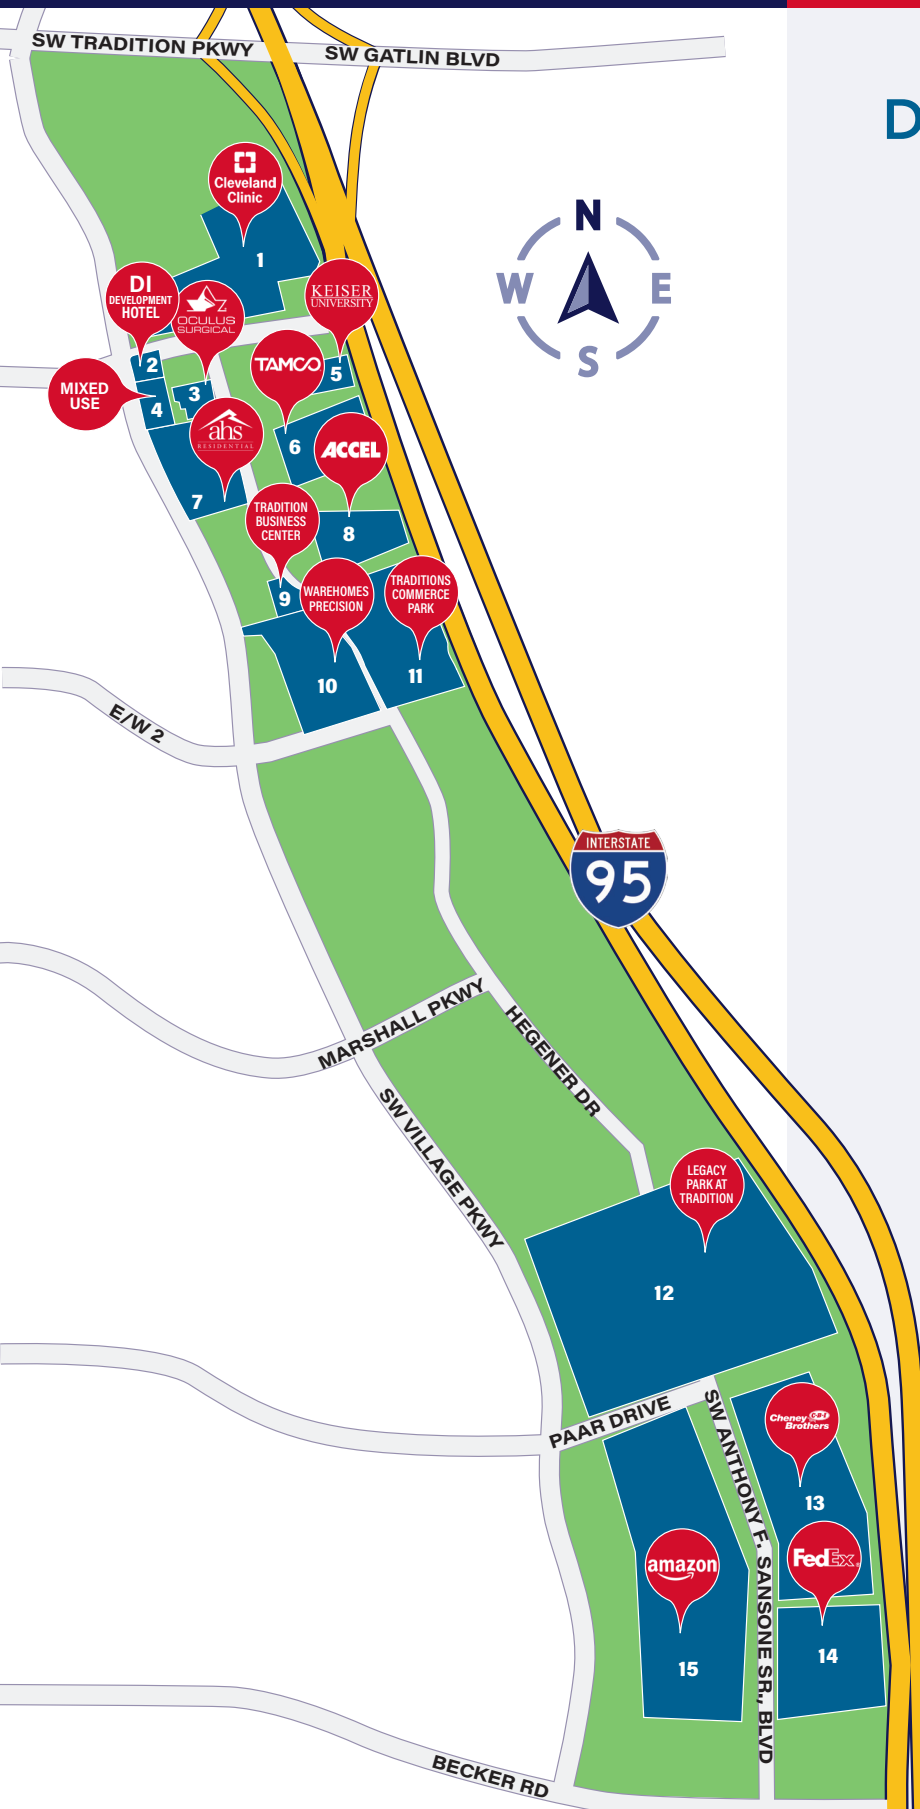 SW TRADITION PKWY
SW GATLIN BLVD
D
Cleveland
Clinic
1
N
W
E
S
DI
DEVELOPMENT
HOTEL
OCULUS
SURGICAL
KEISER
UNIVERSITY
TAMCO
2
5
MIXED
USE
3
4
ahs
RESIDENTIAL
6
ACCEL
7
TRADITION
BUSINESS
CENTER
8
WAREHOMES
PRECISION
TRADITIONS
COMMERCE
PARK
9
10
11
E/W 2
INTERSTATE
95
MARSHALL PKWY
HEGENER DR
SW VILLAGE PKWY
LEGACY
PARK AT
TRADITION
12
PAAR DRIVE
SW ANTHONY F. SANSONE SR., BLVD
Cheney
Brothers
13
amazon
FedEx
14
15
BECKER RD